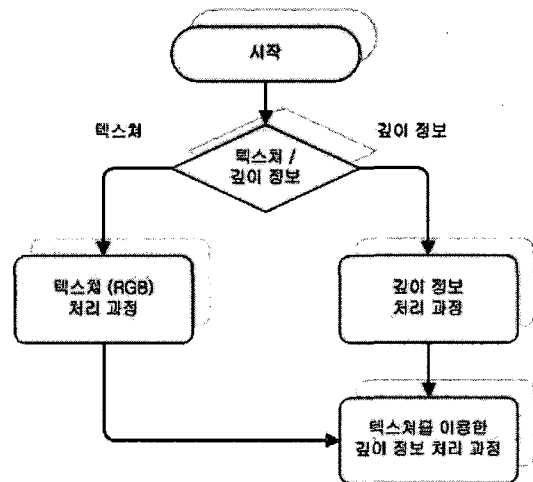 시작
텍스쳐
깊이 정보
텍스쳐 /
깊이 정보
텍스쳐 (RGB)
처리 과정
깊이 정보
처리 과정
텍스쳐를 이용한
깊이 정보 처리 과정